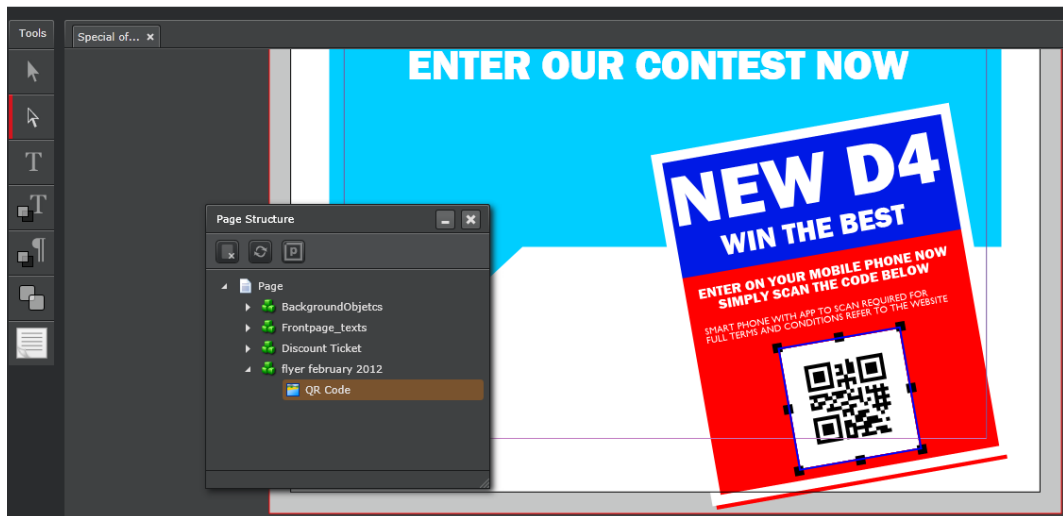 Tools
Special of... ×
T
T
¶
ENTER OUR CONTEST NOW
Page Structure
P
Page
BackgroundObjetcs
Frontpage_texts
Discount Ticket
flyer february 2012
QR Code
NEW D4
WIN THE BEST
ENTER ON YOUR MOBILE PHONE NOW
SIMPLY SCAN THE CODE BELOW
SMART PHONE WITH APP TO SCAN REQUIRED FOR
FULL TERMS AND CONDITIONS REFER TO THE WEBSITE